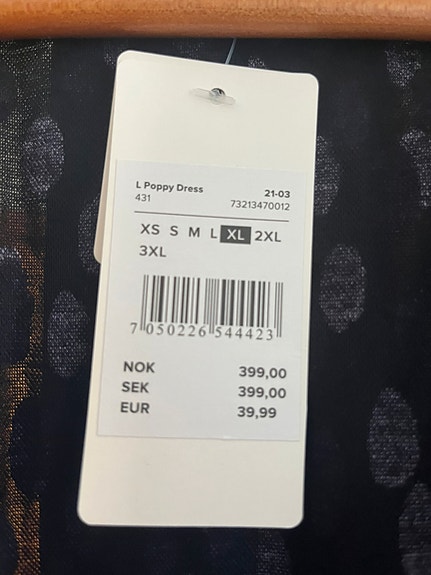 L Poppy Dress 21-03
431 73213470012
XS S M L XL 2XL
3XL
7 050226 544423
NOK 399,00
SEK 399,00
EUR 39,99